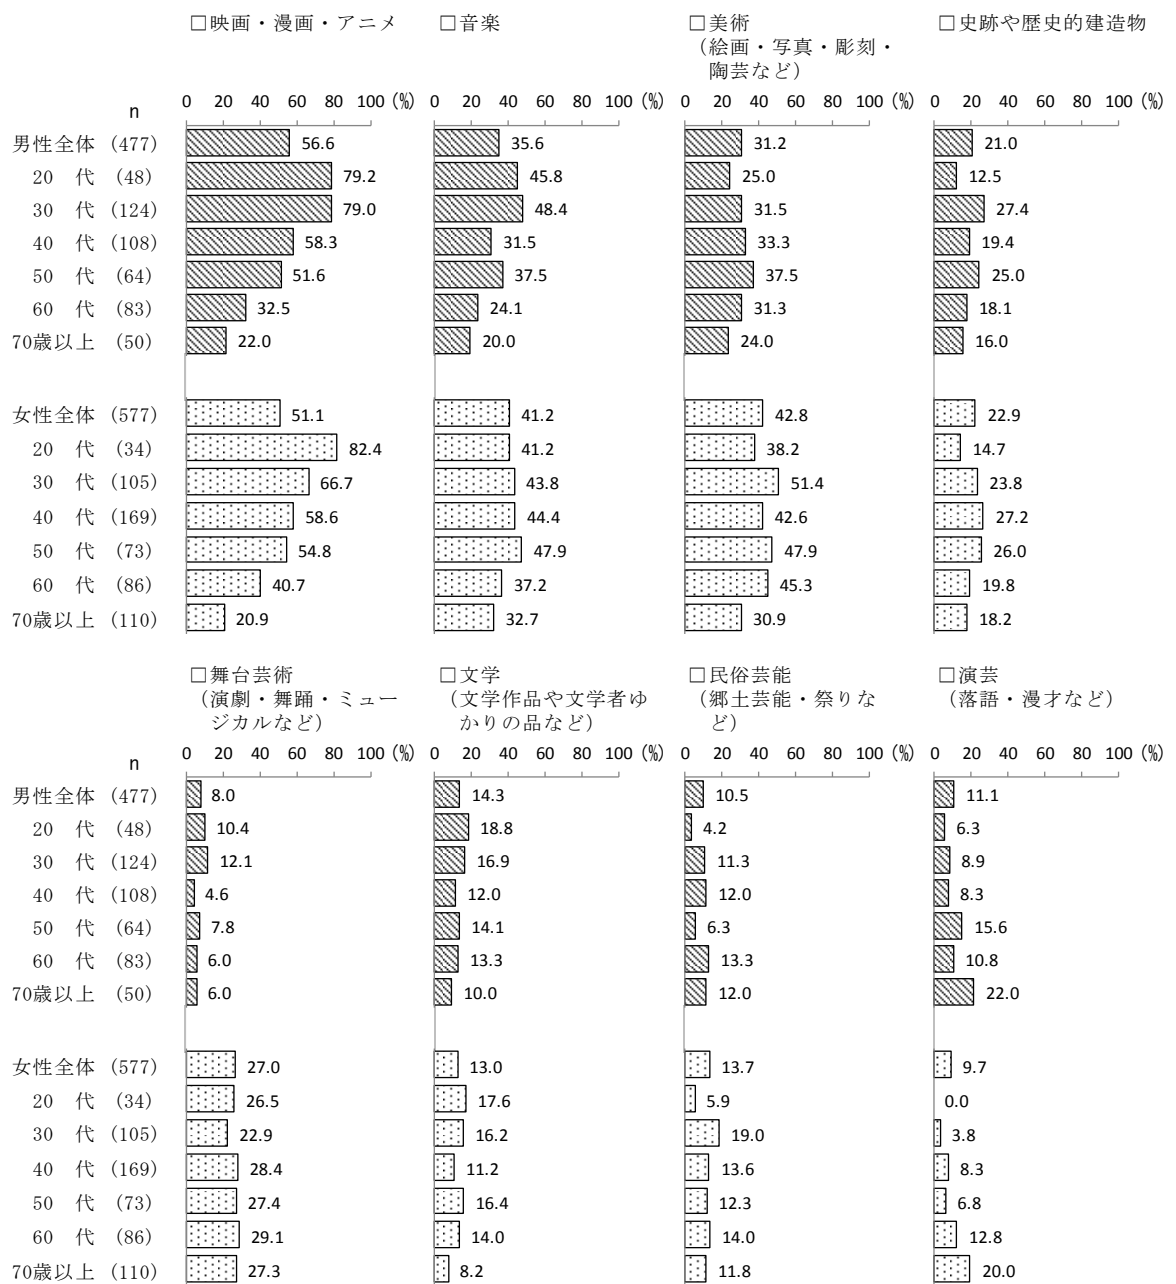 □映画・漫画・アニメ □音楽 □美術 □史跡や歴史的建造物
(絵画・写真・彫刻・
陶芸など)
n 0 20 40 60 80 100(%) 0 20 40 60 80 100(%) 0 20 40 60 80 100(%) 0 20 40 60 80 100(%)
男性全体 (477) 56.6 35.6 31.2 21.0
20 代 (48) 79.2 45.8 25.0 12.5
30 代 (124) 79.0 48.4 31.5 27.4
40 代 (108) 58.3 31.5 33.3 19.4
50 代 (64) 51.6 37.5 37.5 25.0
60 代 (83) 32.5 24.1 31.3 18.1
70歳以上 (50) 22.0 20.0 24.0 16.0
女性全体 (577) 51.1 41.2 42.8 22.9
20 代 (34) 82.4 41.2 38.2 14.7
30 代 (105) 66.7 43.8 51.4 23.8
40 代 (169) 58.6 44.4 42.6 27.2
50 代 (73) 54.8 47.9 47.9 26.0
60 代 (86) 40.7 37.2 45.3 19.8
70歳以上 (110) 20.9 32.7 30.9 18.2
□舞台芸術 □文学 □民俗芸能 □演芸
(演劇・舞踊・ミュー (文学作品や文学者ゆ (郷土芸能・祭りな (落語・漫才など)
ジカルなど) かりの品など) ど)
n 0 20 40 60 80 100(%) 0 20 40 60 80 100(%) 0 20 40 60 80 100(%) 0 20 40 60 80 100(%)
男性全体 (477) 8.0 14.3 10.5 11.1
20 代 (48) 10.4 18.8 4.2 6.3
30 代 (124) 12.1 16.9 11.3 8.9
40 代 (108) 4.6 12.0 12.0 8.3
50 代 (64) 7.8 14.1 6.3 15.6
60 代 (83) 6.0 13.3 13.3 10.8
70歳以上 (50) 6.0 10.0 12.0 22.0
女性全体 (577) 27.0 13.0 13.7 9.7
20 代 (34) 26.5 17.6 5.9 0.0
30 代 (105) 22.9 16.2 19.0 3.8
40 代 (169) 28.4 11.2 13.6 8.3
50 代 (73) 27.4 16.4 12.3 6.8
60 代 (86) 29.1 14.0 14.0 12.8
70歳以上 (110) 27.3 8.2 11.8 20.0